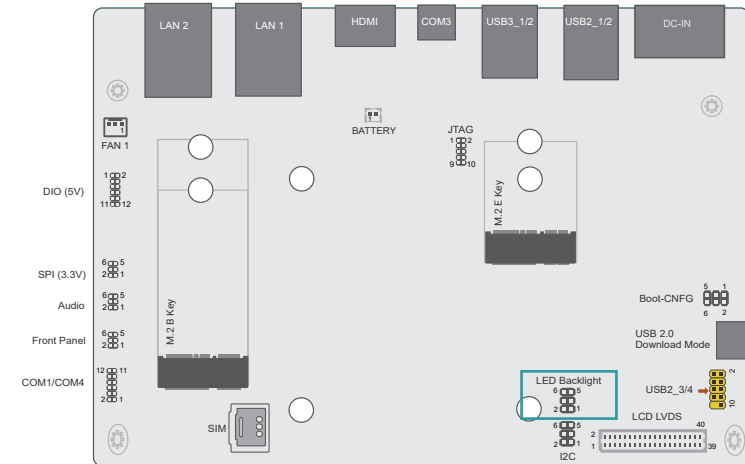 LAN 2
LAN 1
HDMI
COM3
USB3_1/2
USB2_1/2
DC-IN
1
FAN 1
BATTERY
JTAG
1 2
9 10
DIO (5V)
1 2
11 12
M.2 E Key
SPI (3.3V)
6 5
2 1
Audio
6 5
2 1
Front Panel
6 5
2 1
COM1/COM4
12 11
2 1
M.2 B Key
SIM
5 1
Boot-CNFG
6 2
USB 2.0
Download Mode
LED Backlight
6 5
2 1
USB2_3/4
2
10
LCD LVDS
40
2
1
39
6 5
2 1
I2C